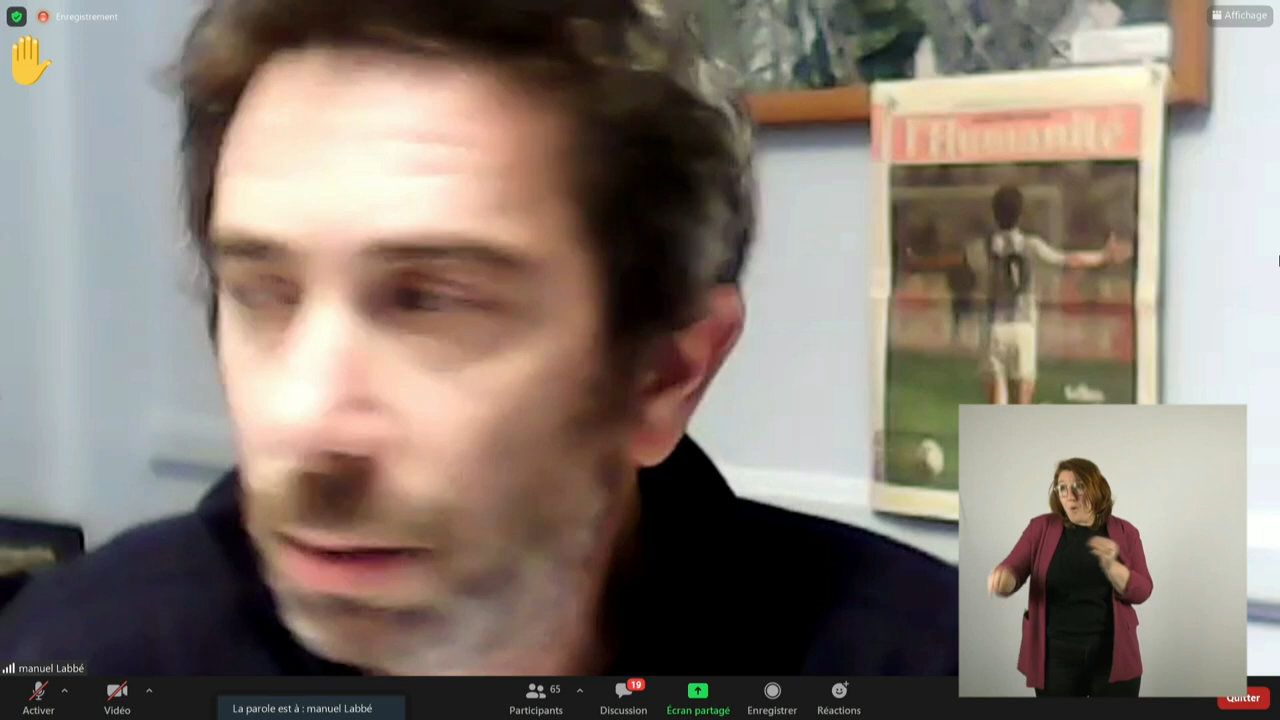 Enregistrement
Affichage
l'Humanité
manuel Labbé
Activer
Vidéo
La parole est à : manuel Labbé
65
Participants
19
Discussion
Écran partagé
Enregistrer
Réactions
Quitter